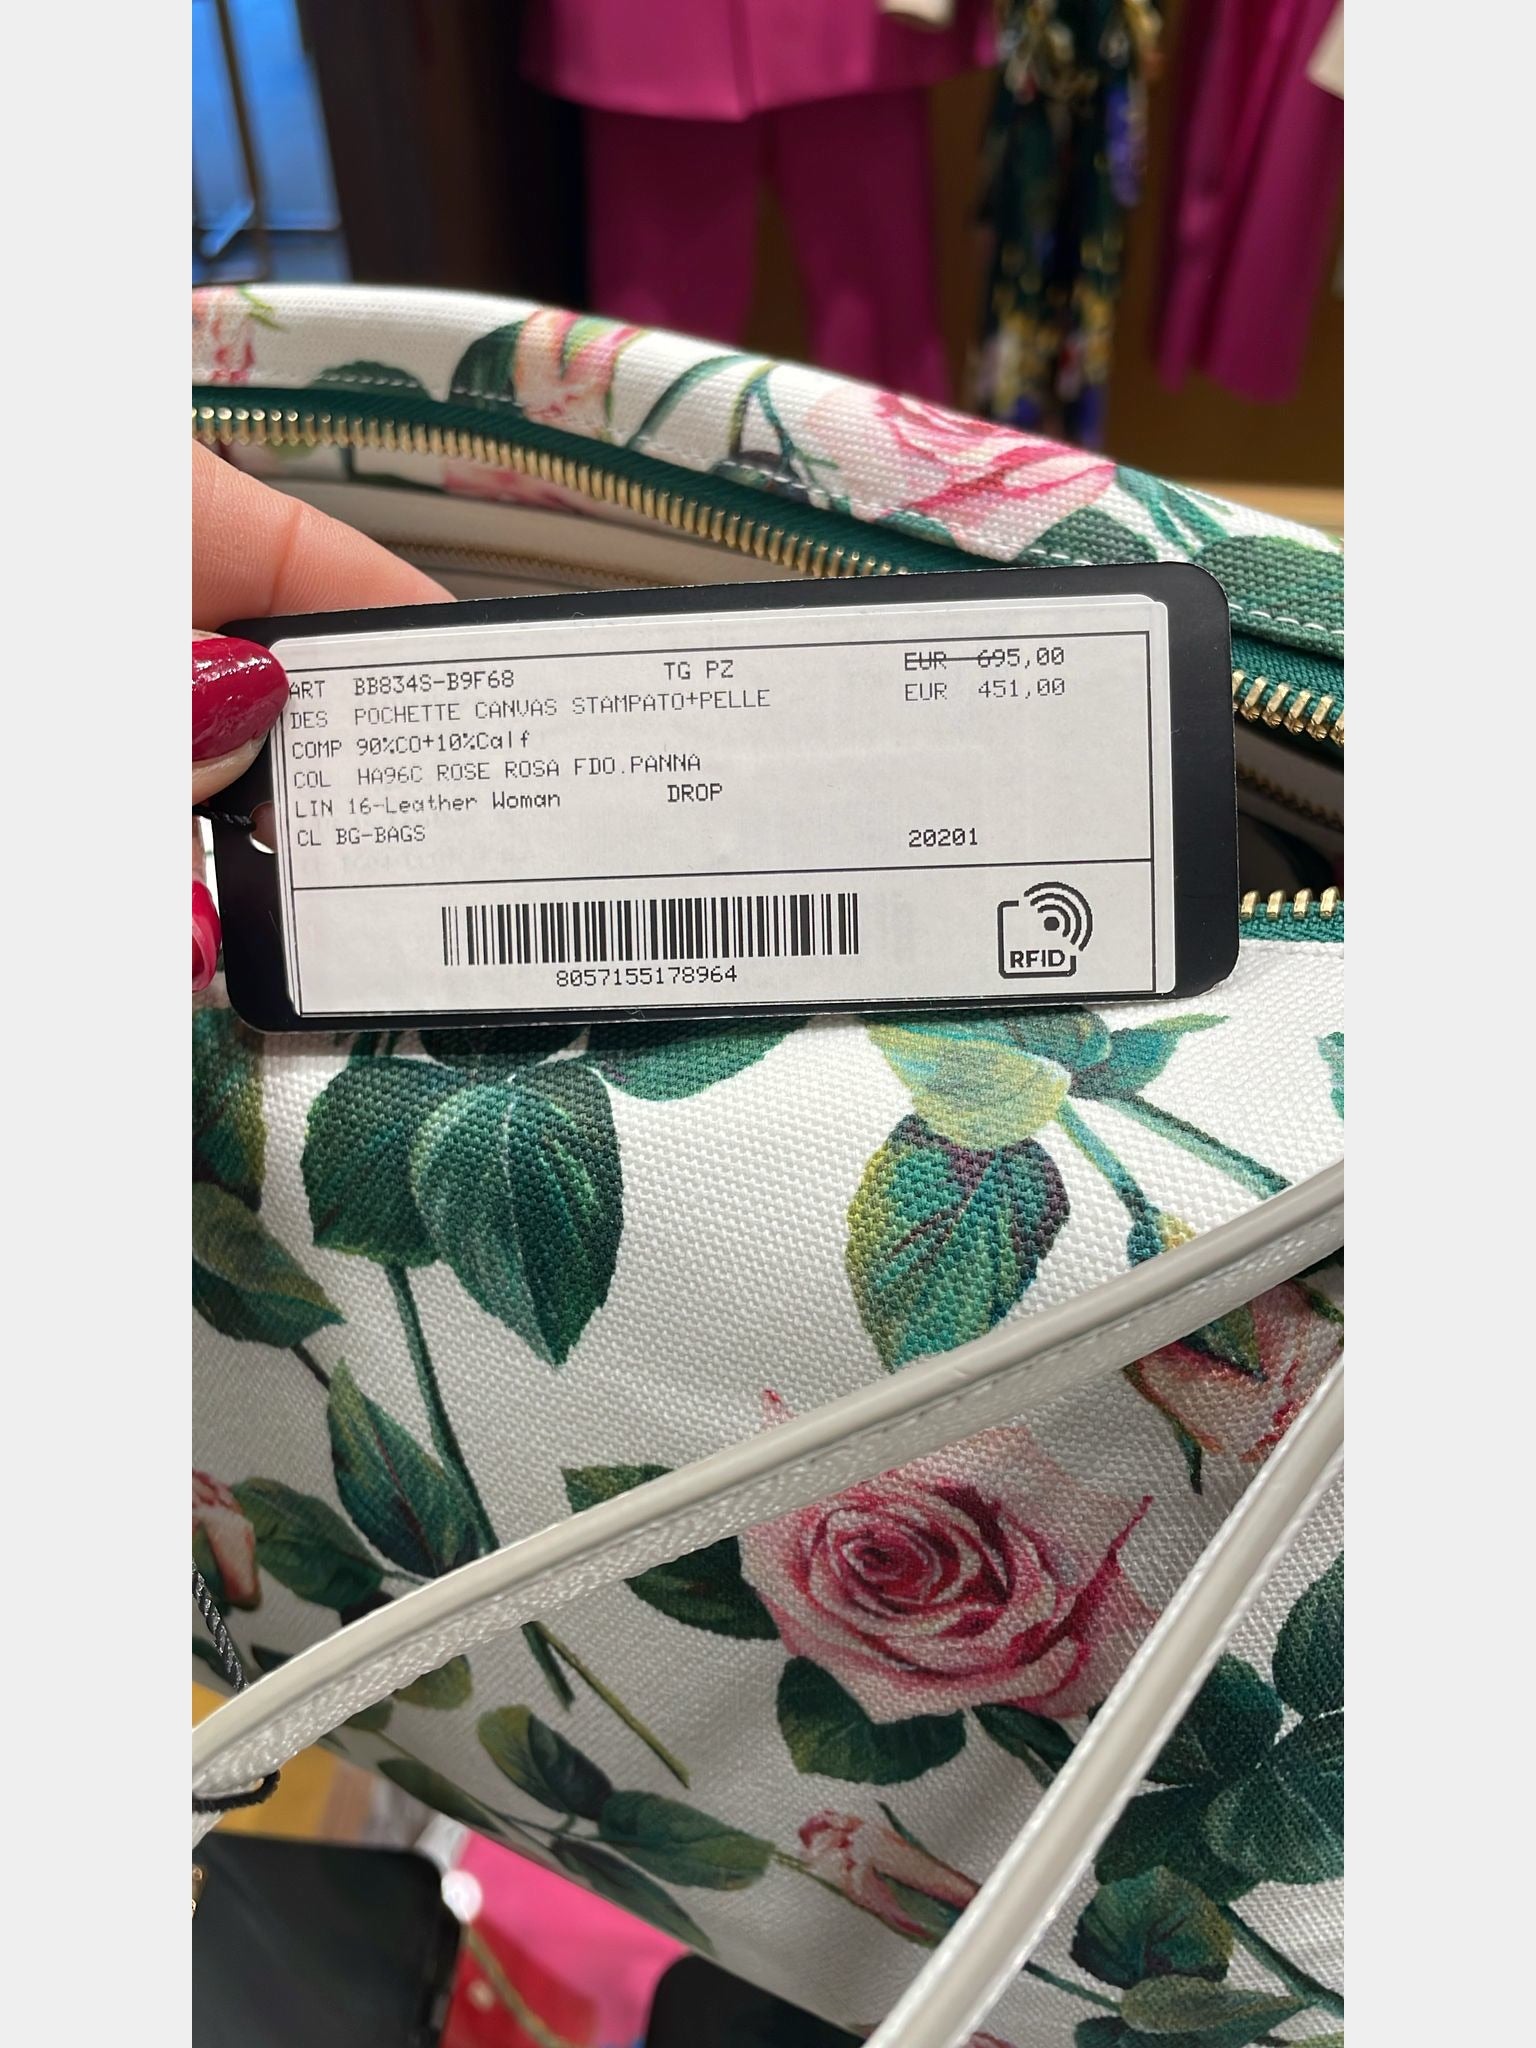 ART BB834S-B9F68 TG PZ EUR 695,00
DES POCHETTE CANVAS STAMPATO+PELLE EUR 451,00
COMP 90%CO+10%Calf
COL HA96C ROSE ROSA FDO.PANNA
LIN 16-Leather Woman DROP
CL BG-BAGS 20201
8057155178964
RFID